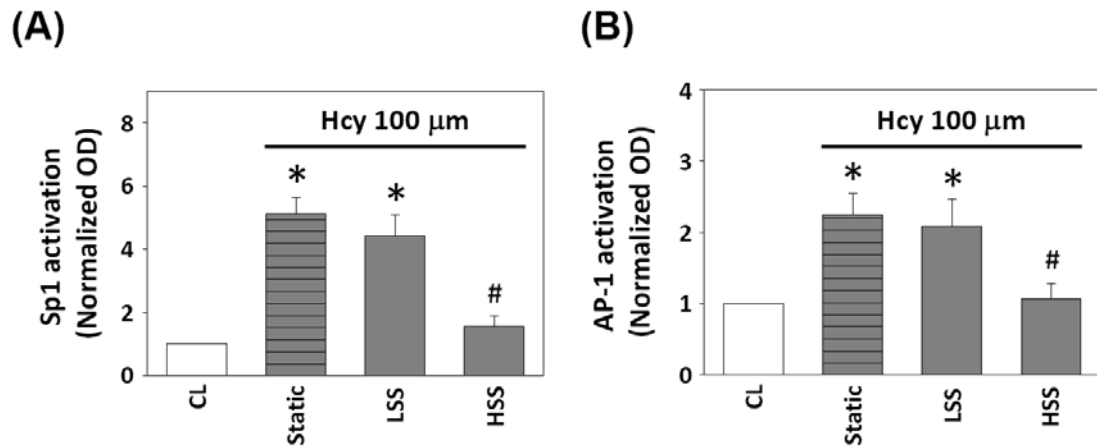 (A)
Sp1 activation
(Normalized OD)
8
6
4
2
0
Hcy 100 μm
*
*
#
CL
Static
LSS
HSS
(B)
AP-1 activation
(Normalized OD)
4
3
2
1
0
Hcy 100 μm
*
*
#
CL
Static
LSS
HSS